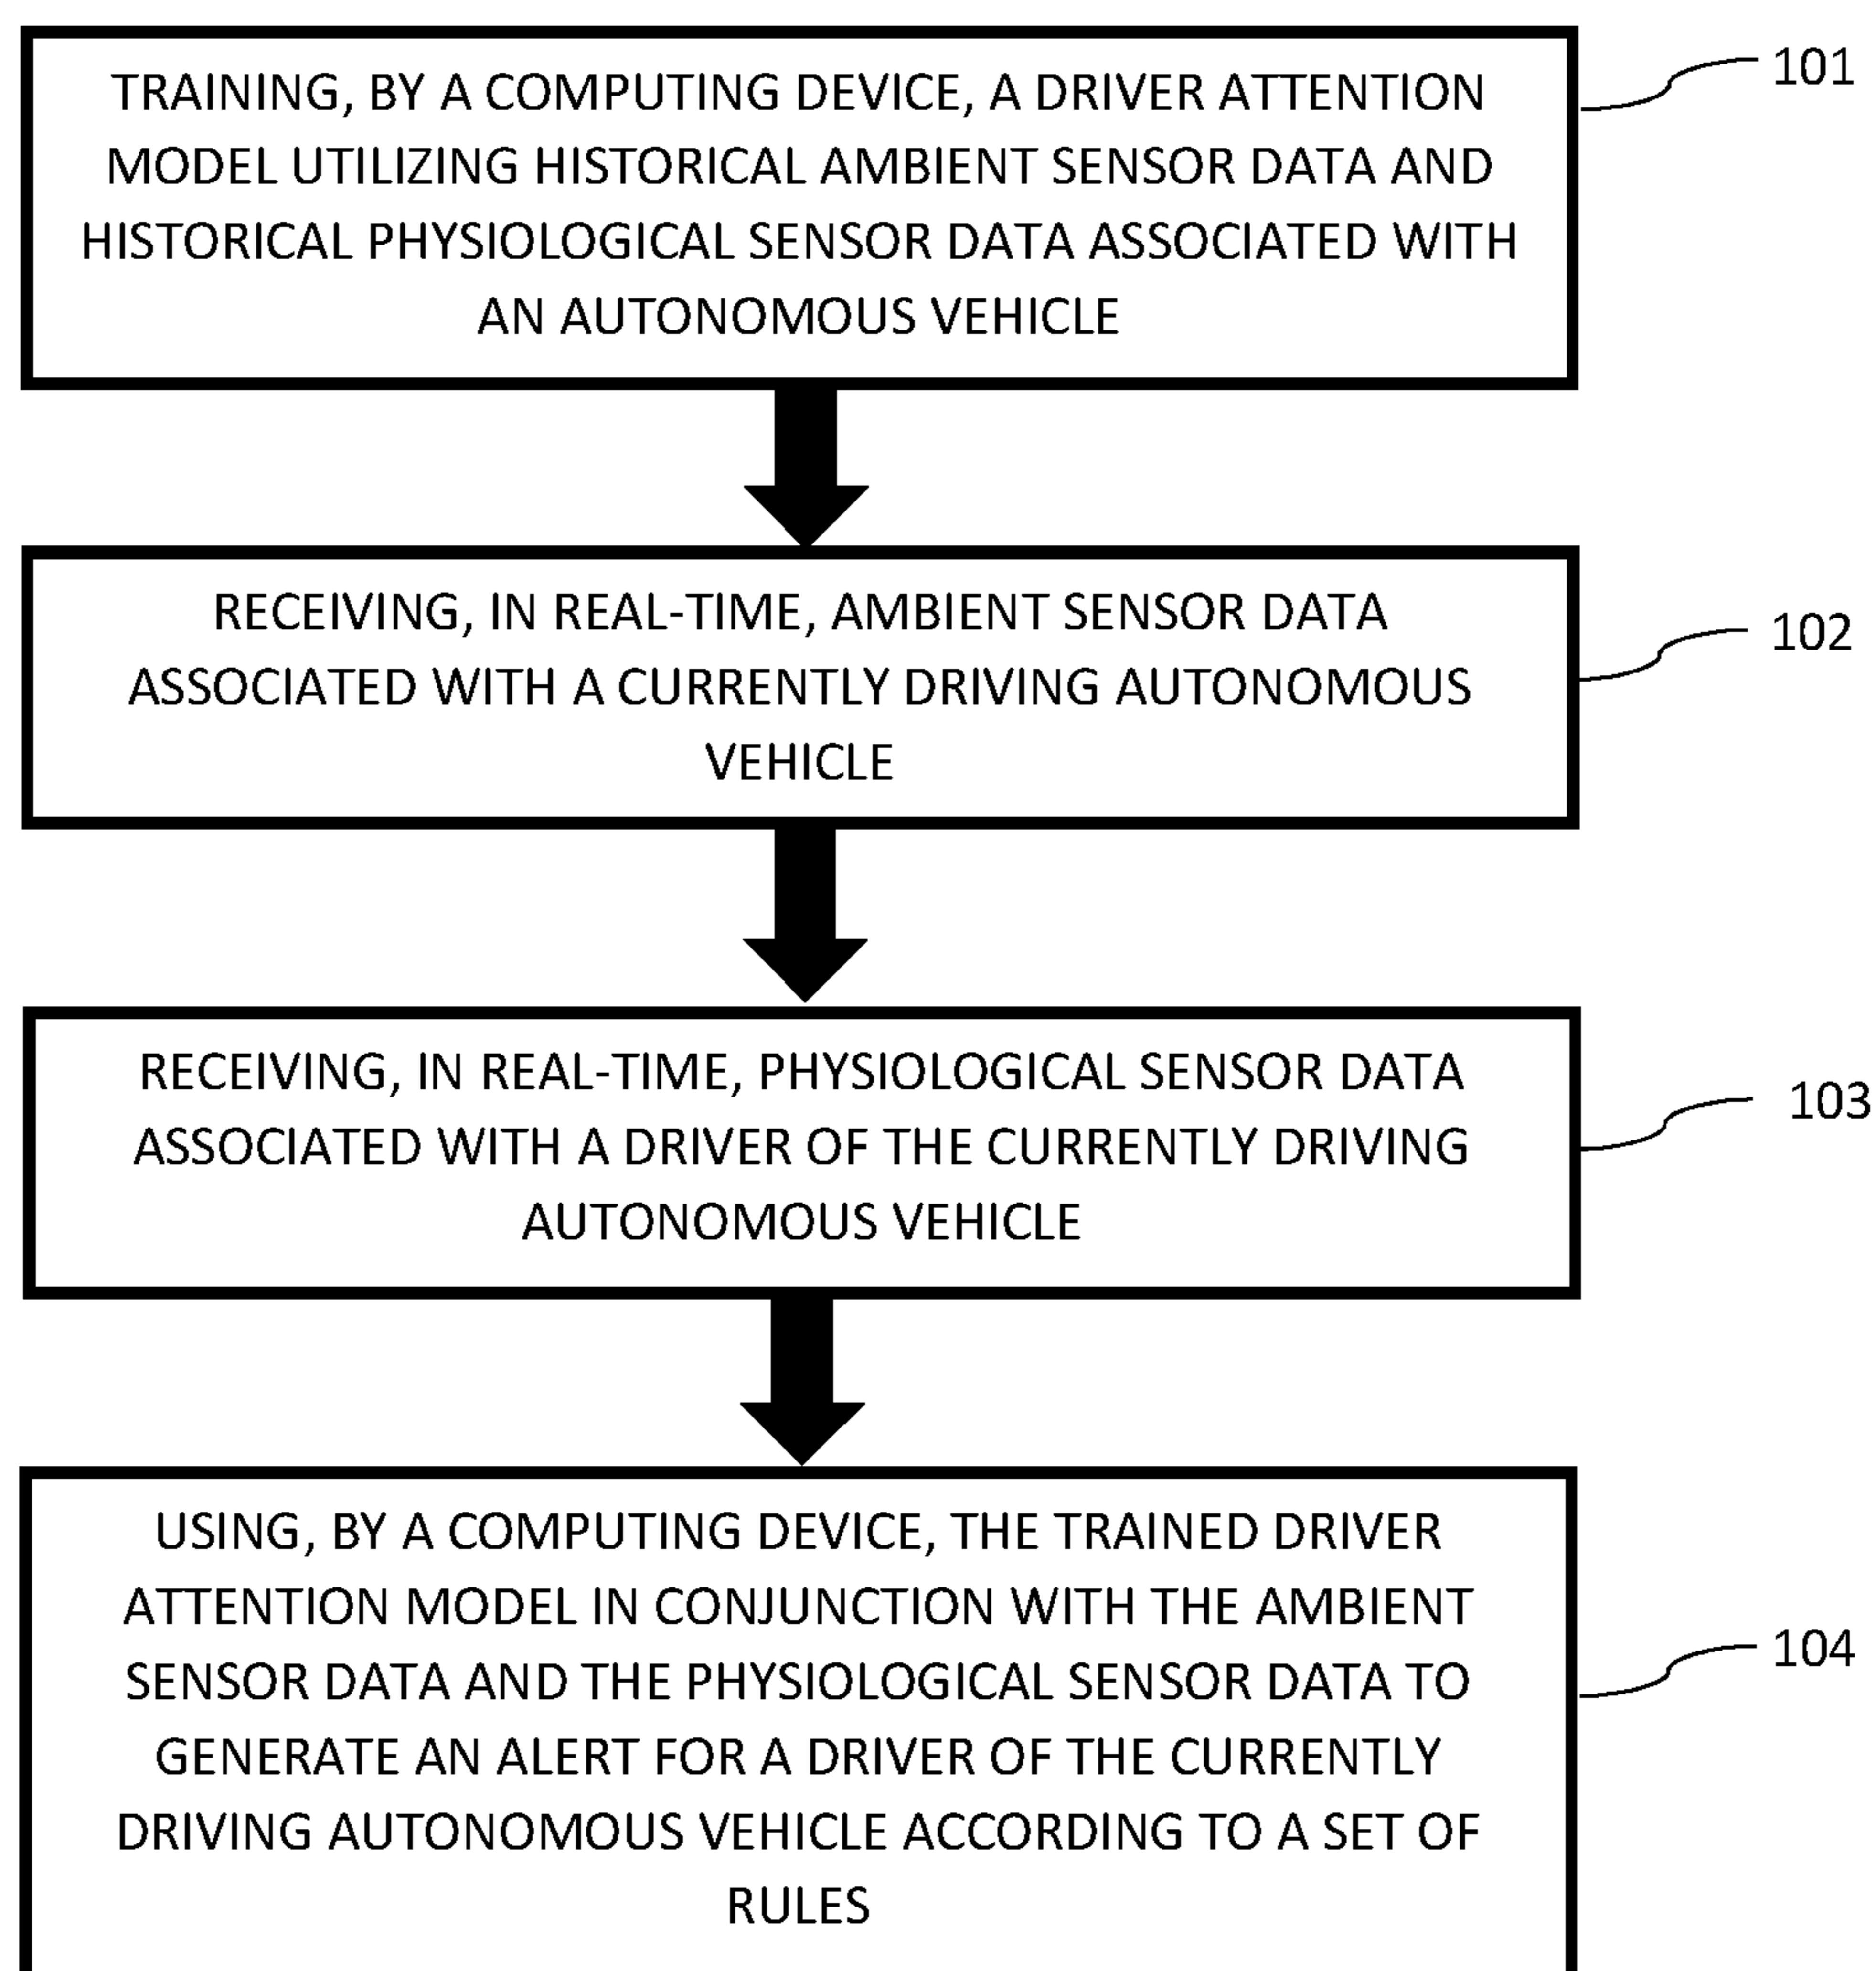 TRAINING, BY A COMPUTING DEVICE, A DRIVER ATTENTION
MODEL UTILIZING HISTORICAL AMBIENT SENSOR DATA AND
HISTORICAL PHYSIOLOGICAL SENSOR DATA ASSOCIATED WITH
AN AUTONOMOUS VEHICLE
101
RECEIVING, IN REAL-TIME, AMBIENT SENSOR DATA
ASSOCIATED WITH A CURRENTLY DRIVING AUTONOMOUS
VEHICLE
102
RECEIVING, IN REAL-TIME, PHYSIOLOGICAL SENSOR DATA
ASSOCIATED WITH A DRIVER OF THE CURRENTLY DRIVING
AUTONOMOUS VEHICLE
103
USING, BY A COMPUTING DEVICE, THE TRAINED DRIVER
ATTENTION MODEL IN CONJUNCTION WITH THE AMBIENT
SENSOR DATA AND THE PHYSIOLOGICAL SENSOR DATA TO
GENERATE AN ALERT FOR A DRIVER OF THE CURRENTLY
DRIVING AUTONOMOUS VEHICLE ACCORDING TO A SET OF
RULES
104